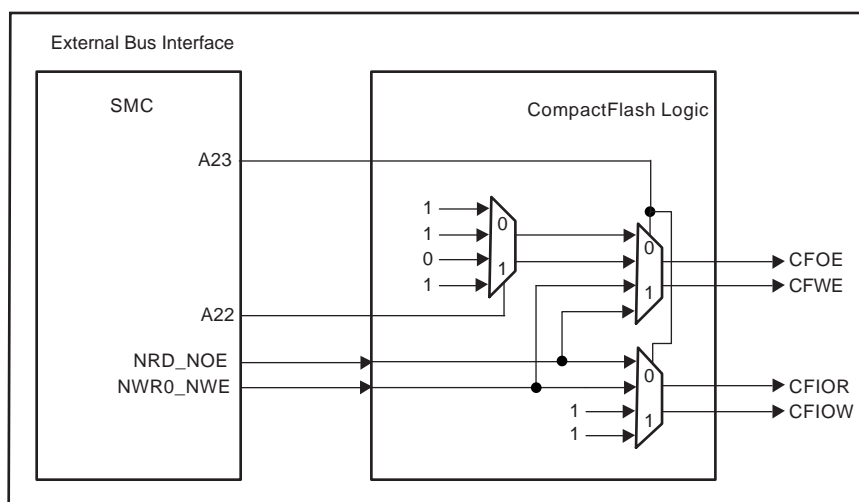 External Bus Interface
SMC
CompactFlash Logic
A23
1
1
0
1
0
1
0
1
CFOE
CFWE
A22
NRD_NOE
NWR0_NWE
1
1
0
1
CFIOR
CFIOW